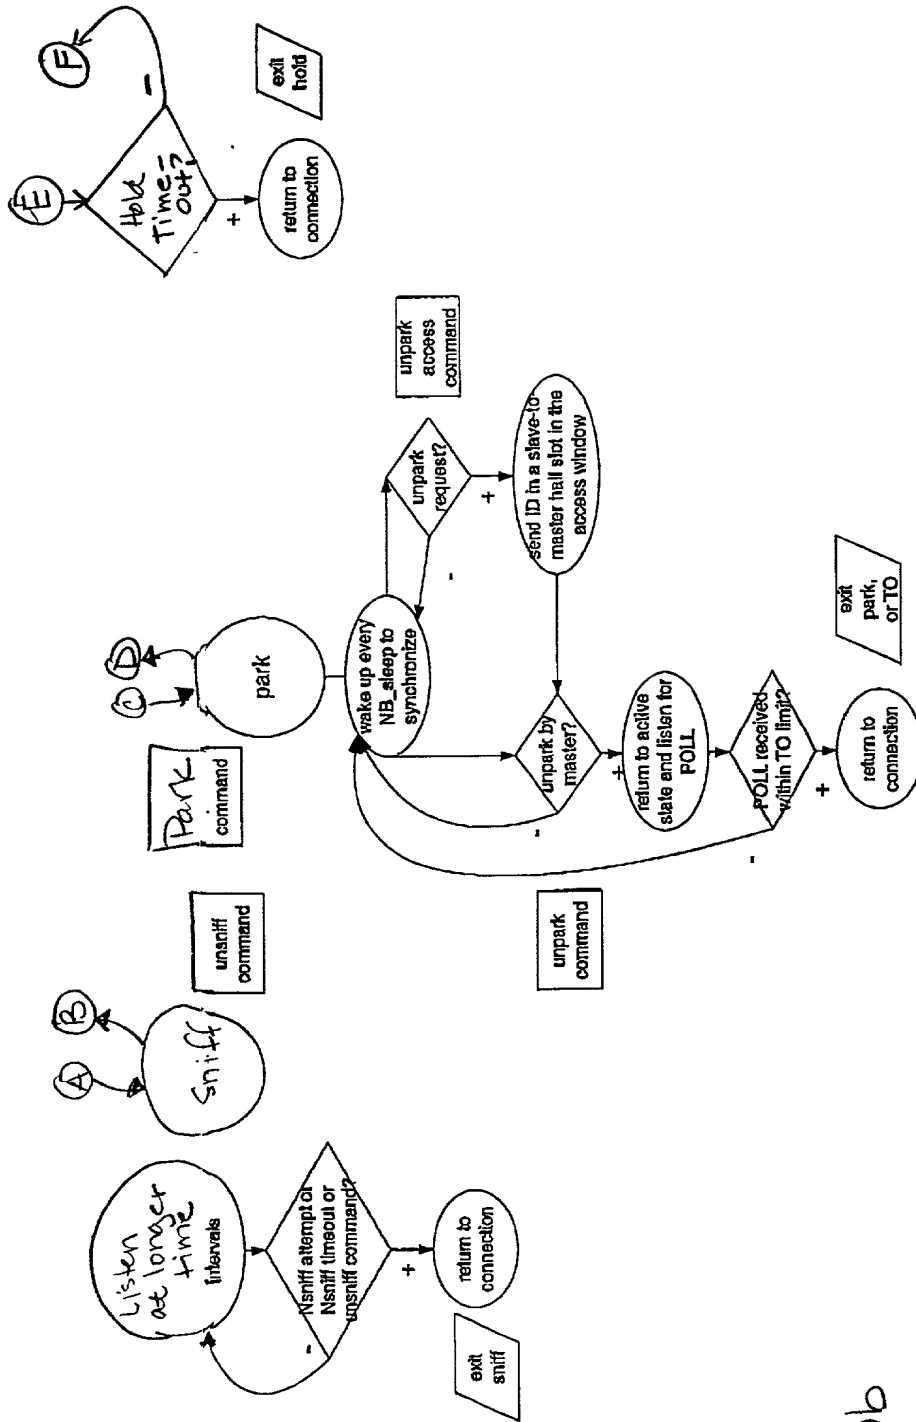 Listen
at longer
time
intervals
Nsniff attempt or
Nsniff timeout or
unsniff command?
-
+
return to
connection
exit
sniff
A
B
Sniff
unsniff
command
Park
command
C
D
park
wake up every
NB_sleep to
synchronize
unpark
request?
-
+
unpark
access
command
send ID in a slave-to-
master half slot in the
access window
unpark by
master?
-
+
unpark
command
return to active
state and listen for
POLL
POLL received
within TO limit?
-
+
return to
connection
exit
park,
or TO
E
F
Hold
Time-
out?
-
+
return to
connection
exit
hold